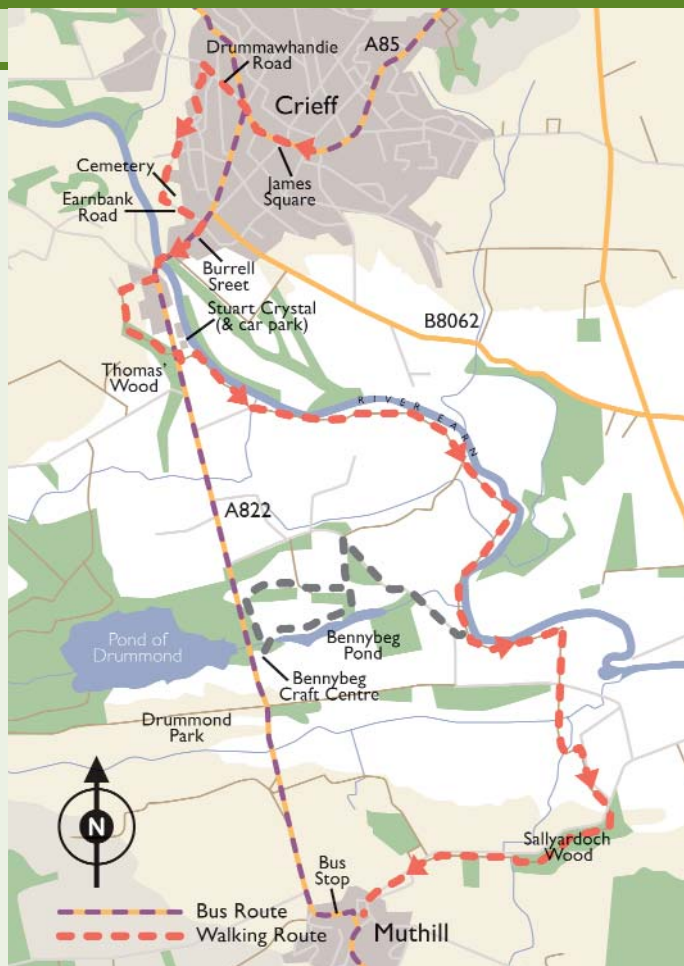 Drummawhandie
Road
A85
Crieff
Cemetery
Earnbank
Road
James
Square
Burrell
Sreet
Stuart Crystal
(& car park)
B8062
Thomas'
Wood
RIVER EARN
A822
Pond of
Drummond
Bennybeg
Pond
Bennybeg
Craft Centre
Drummond
Park
N
Sallyardoch
Wood
Bus
Stop
Bus Route
Walking Route
Muthill